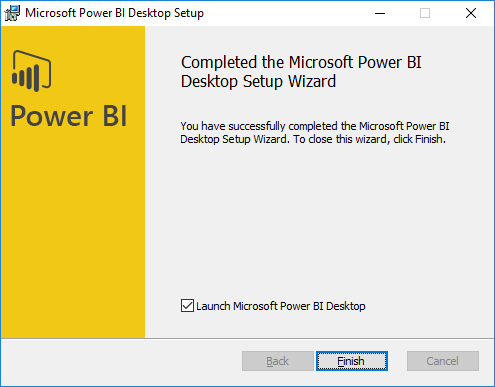 Microsoft Power BI Desktop Setup
Power BI
Completed the Microsoft Power BI
Desktop Setup Wizard
You have successfully completed the Microsoft Power BI
Desktop Setup Wizard. To close this wizard, click Finish.
Launch Microsoft Power BI Desktop
Back Finish Cancel